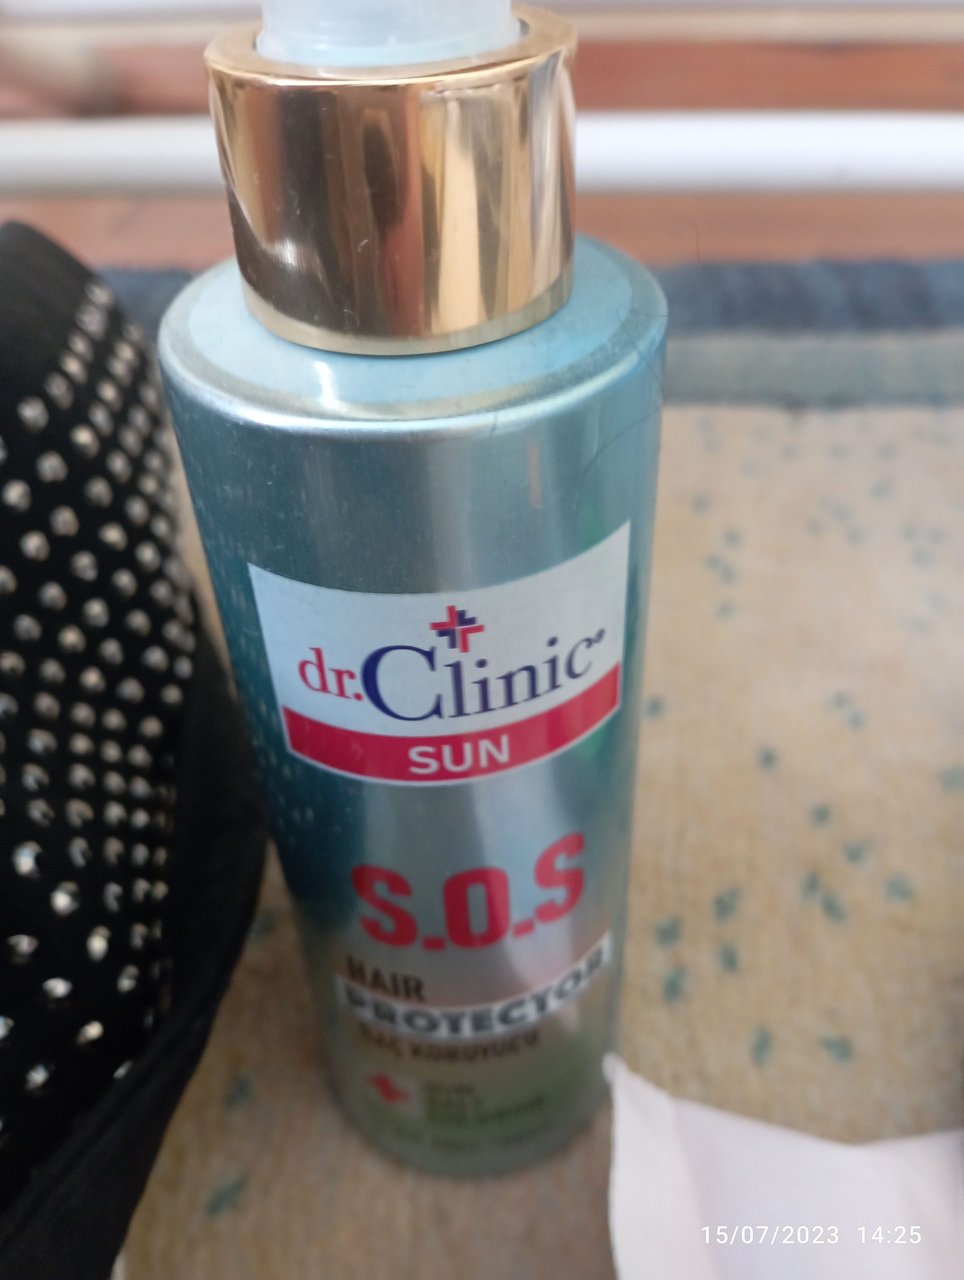 dr.Clinic
SUN
S.O.S
HAIR
PROTECTOR
SAÇ KORUYUCU
15/07/2023 14:25